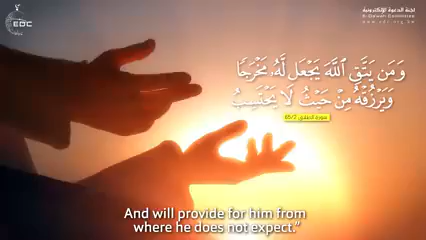 EDC
لجنة الدعوة الإلكترونية
E-Dawah Committee
www.edc.org.kw
وَمَن يَتَّقِ ٱللَّهَ يَجْعَل لَّهُۥ مَخْرَجًا
وَيَرْزُقْهُ مِنْ حَيْثُ لَا يَحْتَسِبُ
سورة الطلاق 65/2
And will provide for him from
where he does not expect.”